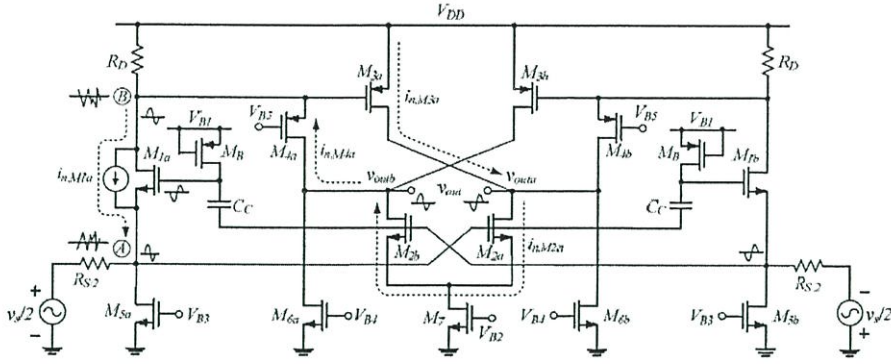 V_DD
R_D
R_D
M_3a
M_3b
i_n,M3a
B
V_B1
V_B2
V_B5
V_B1
M_1a
M_B
M_4a
i_n,M4a
M_4b
M_B
M_1b
i_n,M1a
v_outb
v_out
v_outa
C_C
C_C
A
M_2b
M_2a
i_n,M2a
R_S/2
R_S/2
v_s/2
M_5a
V_B3
M_6a
V_B4
M_7
V_B2
V_B4
M_6b
V_B3
M_5b
v_s/2